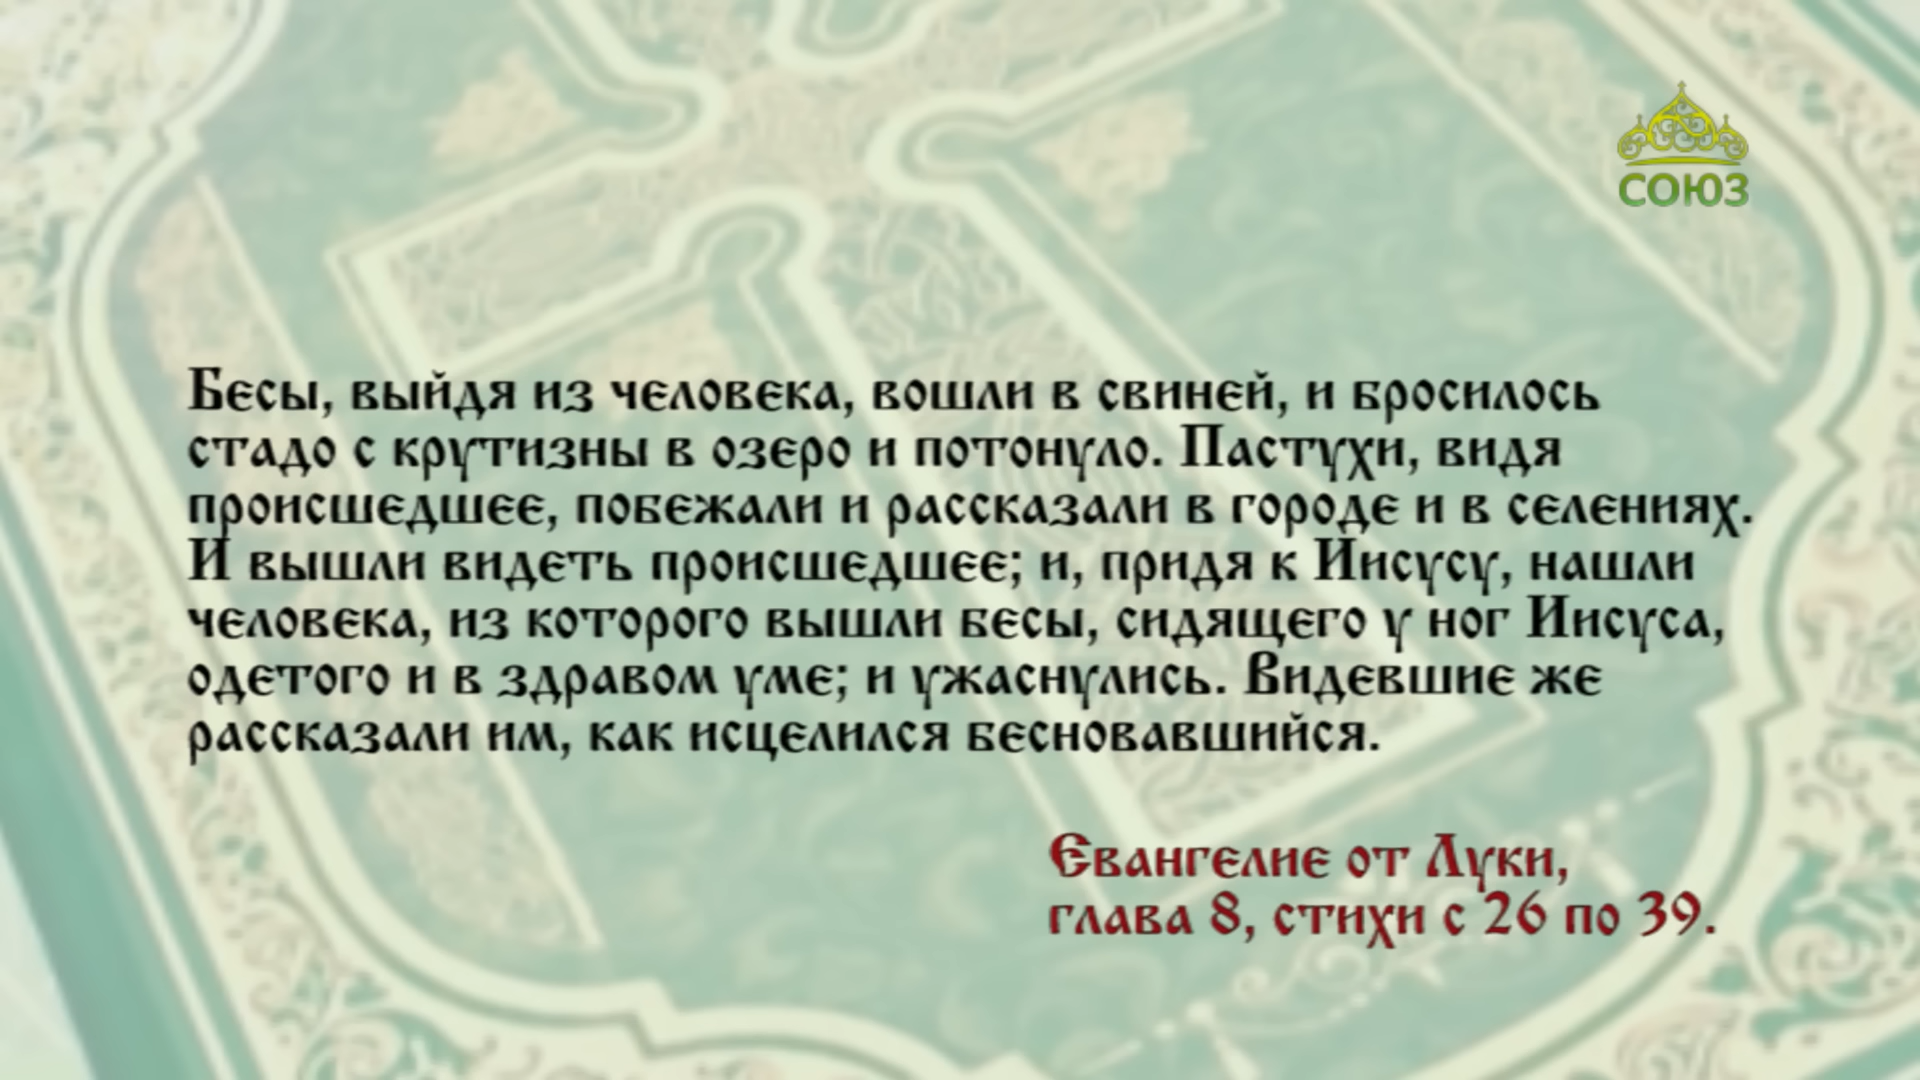 СОЮЗ
Бесы, выйдя из человека, вошли в свиней, и бросилось
стадо с крутизны в озеро и потонуло. Пастухи, видя
происшедшее, побежали и рассказали в городе и в селениях.
И вышли видеть происшедшее; и, придя к Иисусу, нашли
человека, из которого вышли бесы, сидящего у ног Иисуса,
одетого и в здравом уме; и ужаснулись. Видевшие же
рассказали им, как исцелился бесновавшийся.
Евангелие от Луки,
глава 8, стихи с 26 по 39.